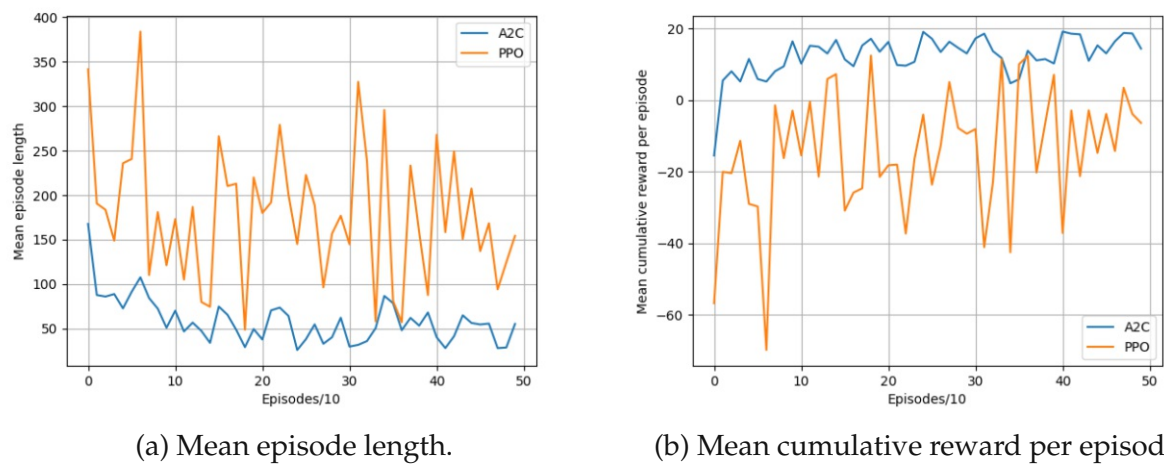 400
350
300
250
200
150
100
50
0 10 20 30 40 50
Mean episode length
Episodes/10
A2C
PPO
(a) Mean episode length.
20
0
−20
−40
−60
0 10 20 30 40 50
Mean cumulative reward per episode
Episodes/10
A2C
PPO
(b) Mean cumulative reward per episod